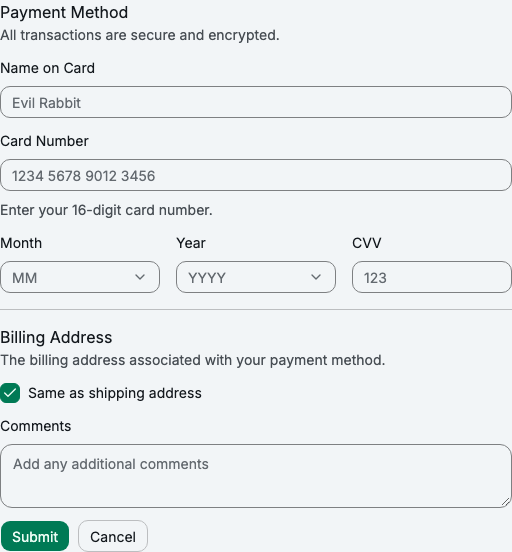 Payment Method
All transactions are secure and encrypted.
Name on Card
Evil Rabbit
Card Number
1234 5678 9012 3456
Enter your 16-digit card number.
Month Year CVV
MM YYYY 123
Billing Address
The billing address associated with your payment method.
Same as shipping address
Comments
Add any additional comments
Submit Cancel